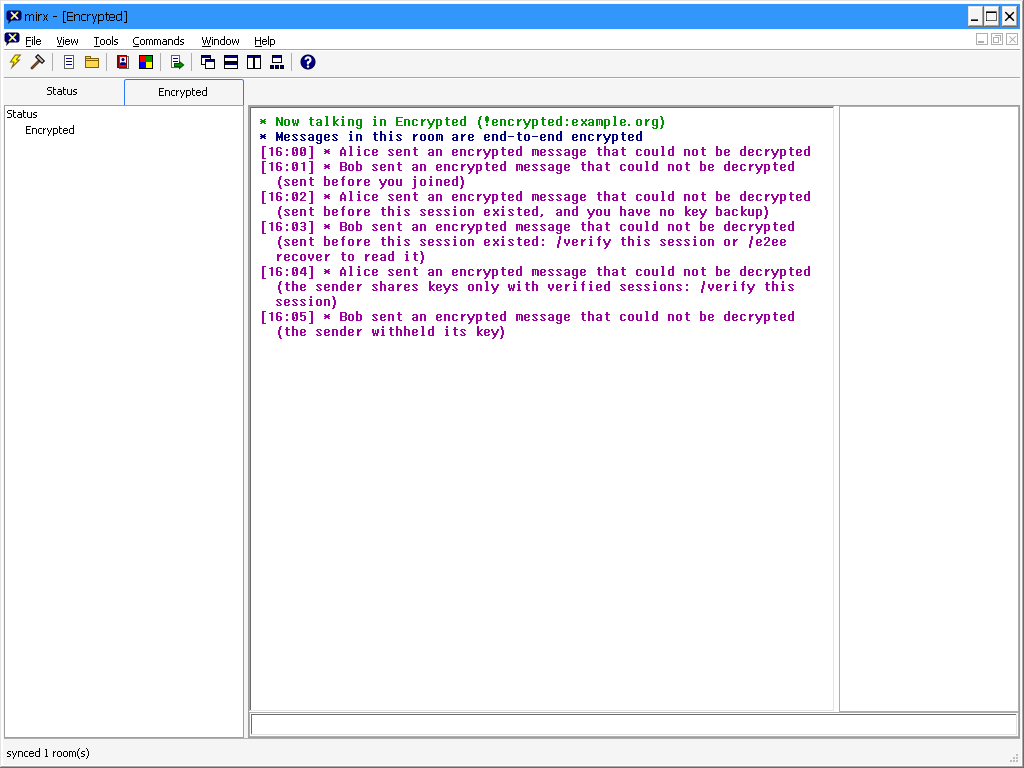 mirx - [Encrypted]
File View Tools Commands Window Help
Status Encrypted
Status
Encrypted
* Now talking in Encrypted (!encrypted:example.org)
* Messages in this room are end-to-end encrypted
[16:00] * Alice sent an encrypted message that could not be decrypted
[16:01] * Bob sent an encrypted message that could not be decrypted
(sent before you joined)
[16:02] * Alice sent an encrypted message that could not be decrypted
(sent before this session existed, and you have no key backup)
[16:03] * Bob sent an encrypted message that could not be decrypted
(sent before this session existed: /verify this session or /e2ee
recover to read it)
[16:04] * Alice sent an encrypted message that could not be decrypted
(the sender shares keys only with verified sessions: /verify this
session)
[16:05] * Bob sent an encrypted message that could not be decrypted
(the sender withheld its key)
synced 1 room(s)